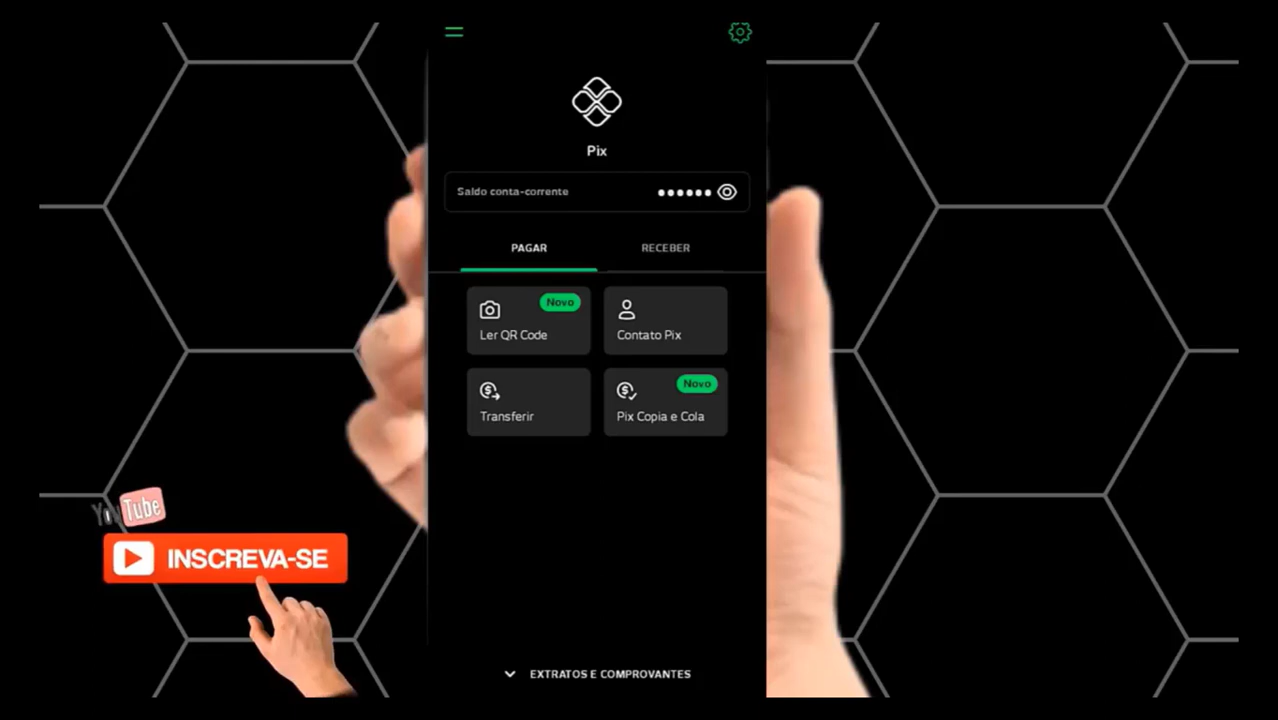 Pix
Saldo conta-corrente
PAGAR
RECEBER
Novo
Ler QR Code
Contato Pix
Transferir
Novo
Pix Copia e Cola
YouTube
INSCREVA-SE
EXTRATOS E COMPROVANTES